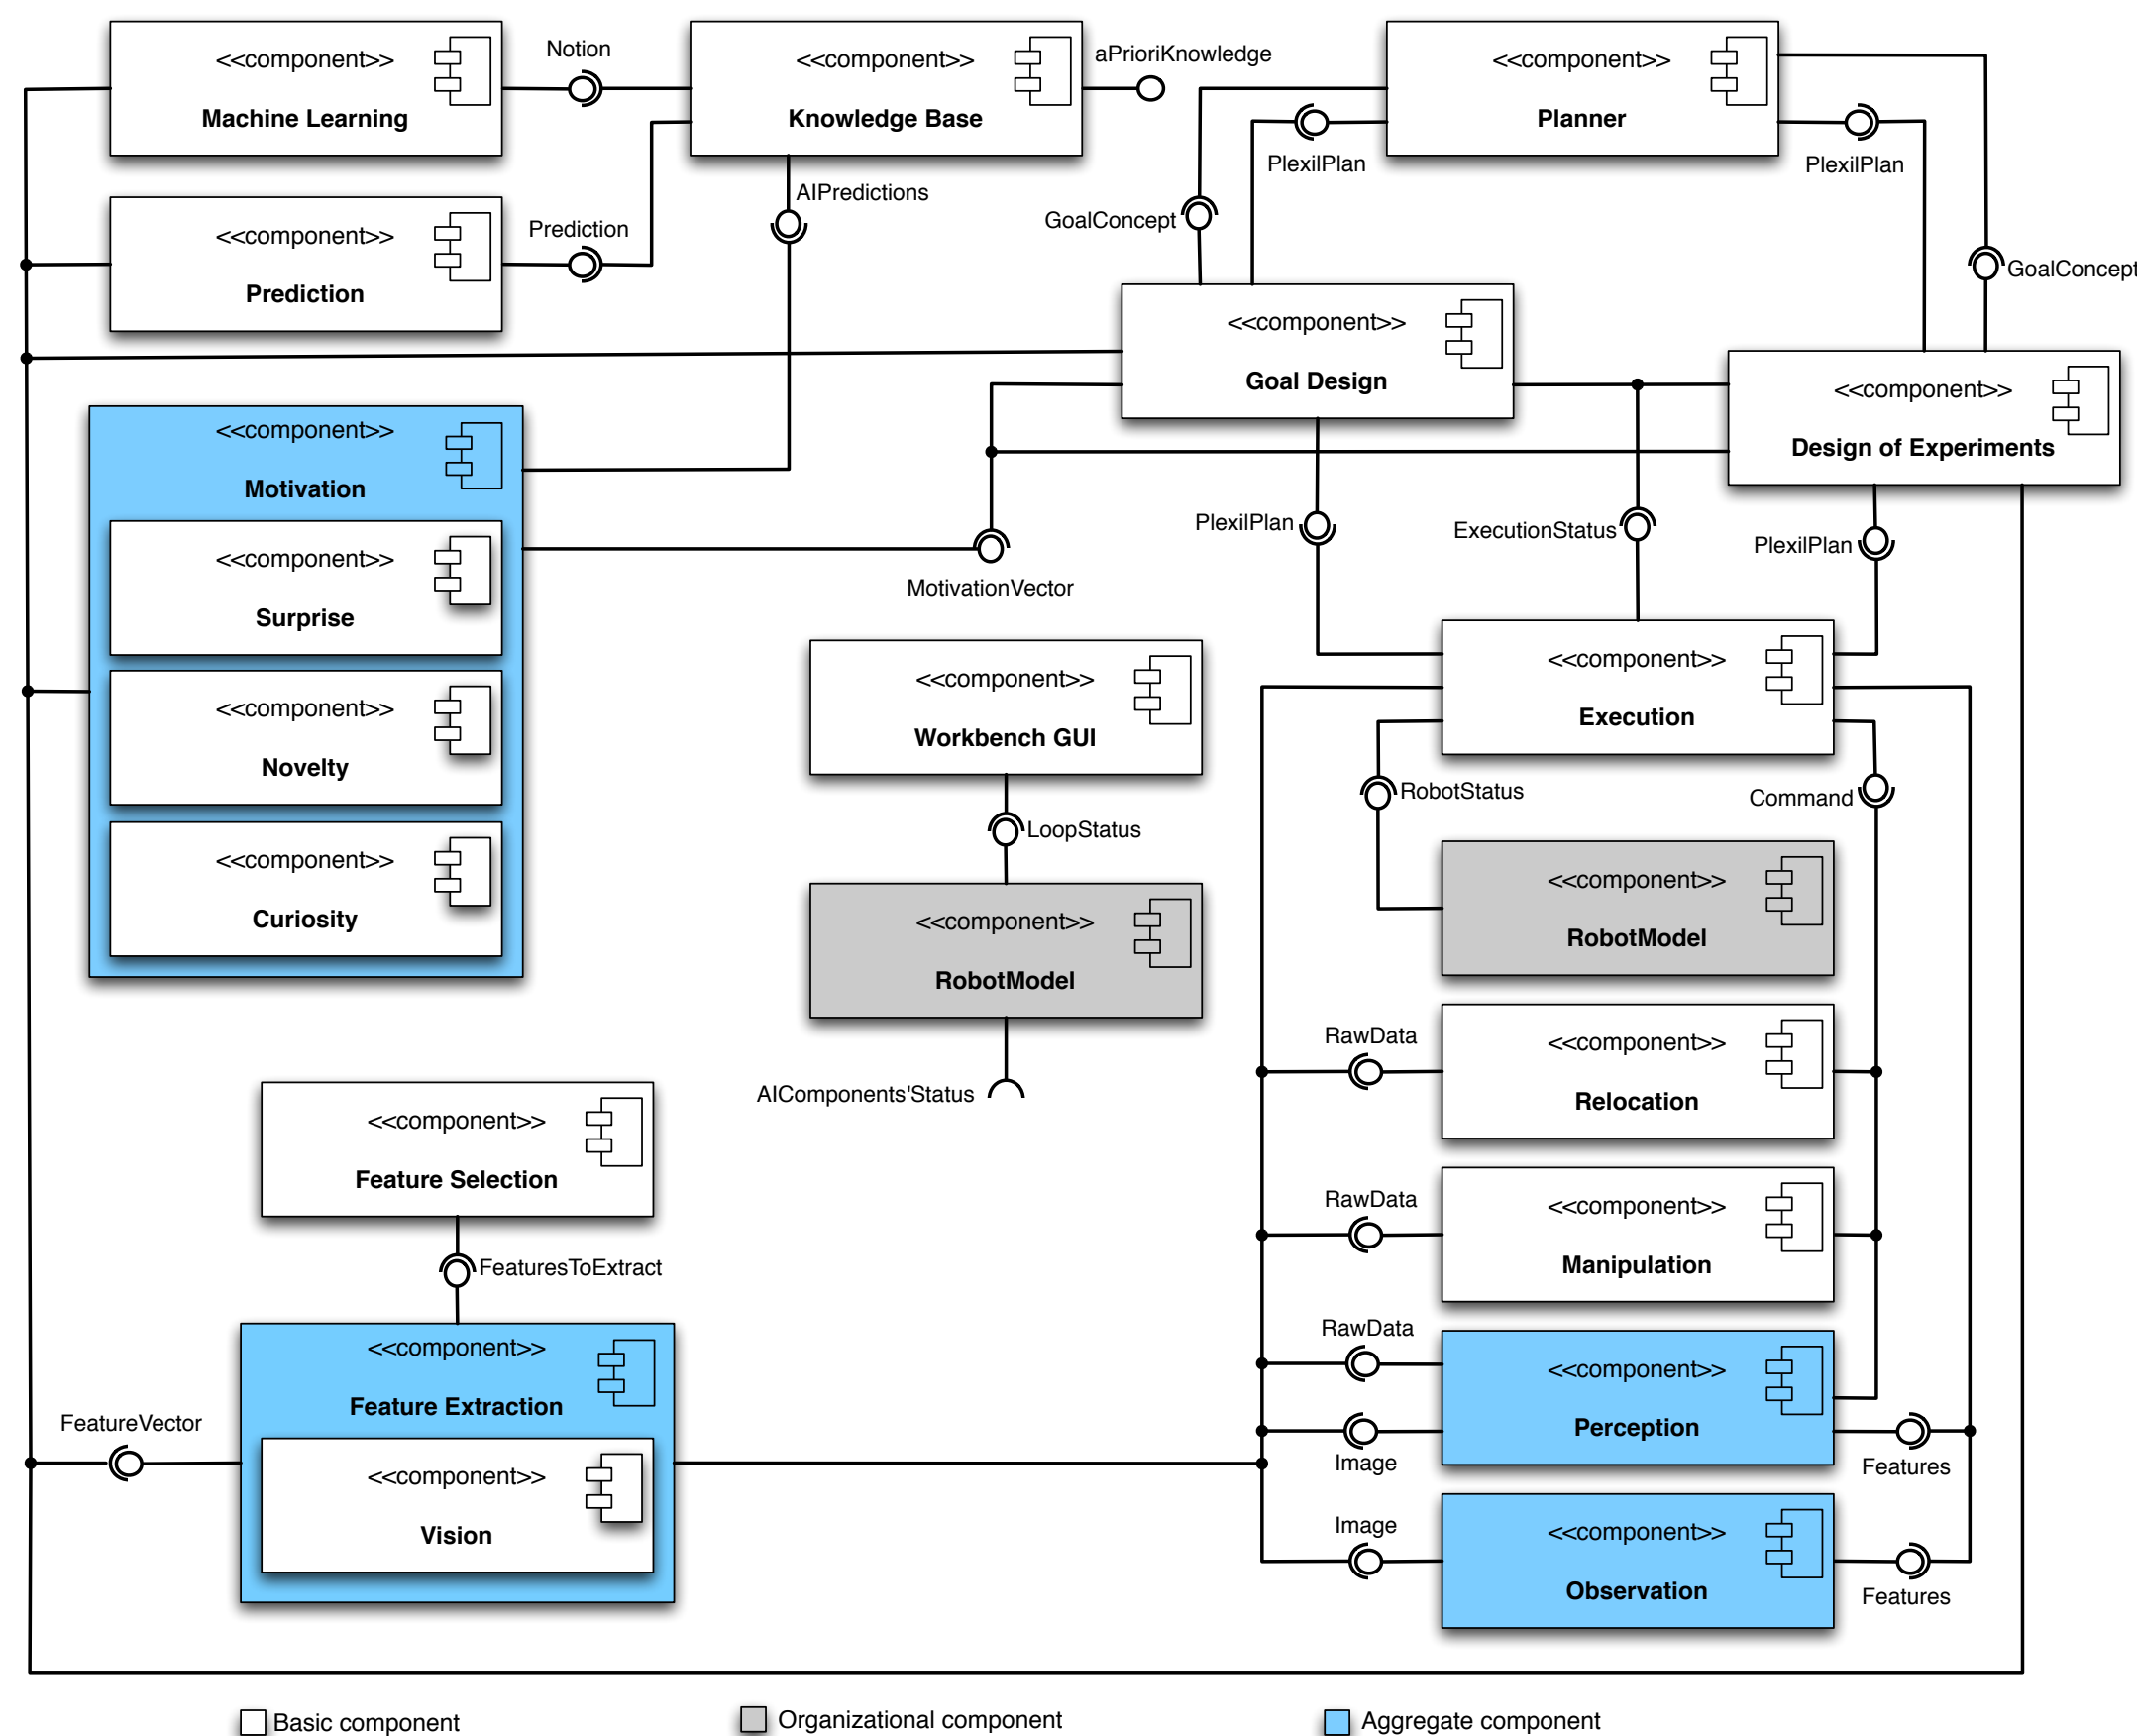 <<component>>
Machine Learning
Notion
<<component>>
Knowledge Base
aPrioriKnowledge
<<component>>
Planner
PlexilPlan
PlexilPlan
AIPredictions
GoalConcept
<<component>>
Prediction
Prediction
GoalConcept
<<component>>
Goal Design
<<component>>
Design of Experiments
<<component>>
Motivation
<<component>>
Surprise
<<component>>
Novelty
<<component>>
Curiosity
MotivationVector
PlexilPlan
ExecutionStatus
PlexilPlan
<<component>>
Workbench GUI
LoopStatus
<<component>>
RobotModel
AIComponents'Status
<<component>>
Execution
RobotStatus
Command
<<component>>
RobotModel
RawData
<<component>>
Relocation
RawData
<<component>>
Manipulation
RawData
<<component>>
Perception
Image
Features
Image
<<component>>
Observation
Features
<<component>>
Feature Selection
FeaturesToExtract
<<component>>
Feature Extraction
FeatureVector
<<component>>
Vision
Basic component
Organizational component
Aggregate component